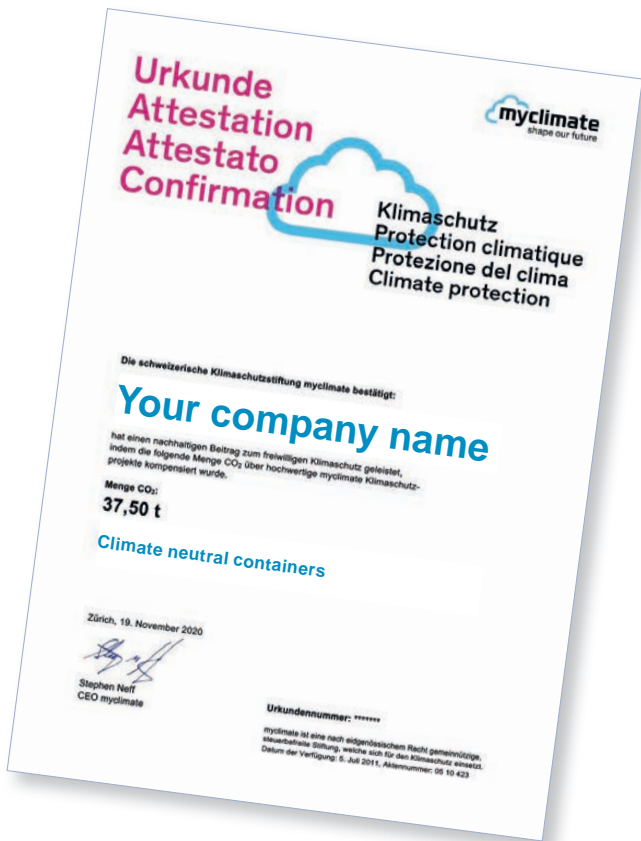 Urkunde
Attestation
Attestato
Confirmation
myclimate
shape our future
Klimaschutz
Protection climatique
Protezione del clima
Climate protection
Die schweizerische Klimaschutzstiftung myclimate bestätigt:
Your company name
hat einen nachhaltigen Beitrag zum freiwilligen Klimaschutz geleistet,
indem die folgende Menge CO₂ über hochwertige myclimate Klimaschutz-
projekte kompensiert wurde.
Menge CO₂:
37,50 t
Climate neutral containers
Zürich, 19. November 2020
Stephen Neff
CEO myclimate
Urkundennummer: *******
myclimate ist eine nach eidgenössischem Recht gemeinnützige,
steuerbefreite Stiftung, welche sich für den Klimaschutz einsetzt.
Datum der Verfügung: 5. Juli 2011, Aktennummer: 06 10 423